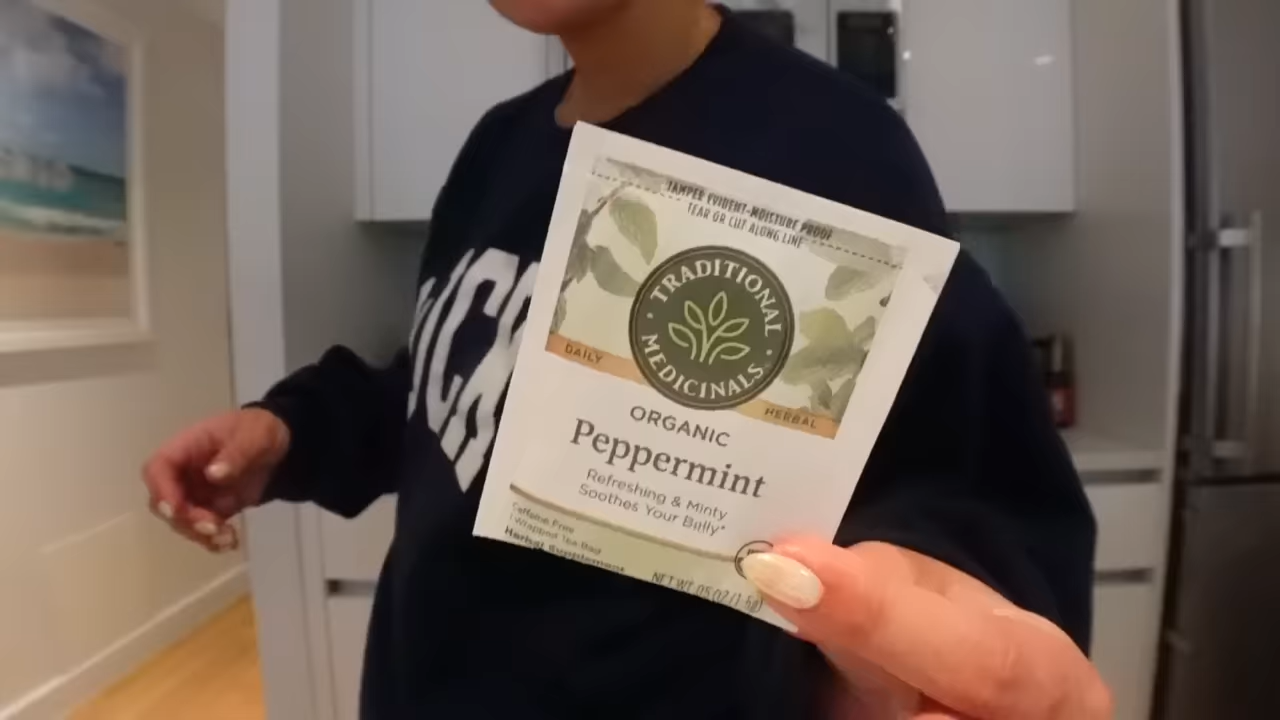 TAMPER EVIDENT-MOISTURE PROOF
TEAR OR CUT ALONG LINE
TRADITIONAL
MEDICINALS
DAILY
HERBAL
ORGANIC
Peppermint
Refreshing & Minty
Soothes Your Belly*
Caffeine Free
1 Wrapped Tea Bag
Herbal Supplement
NET WT .05 OZ (1.5g)